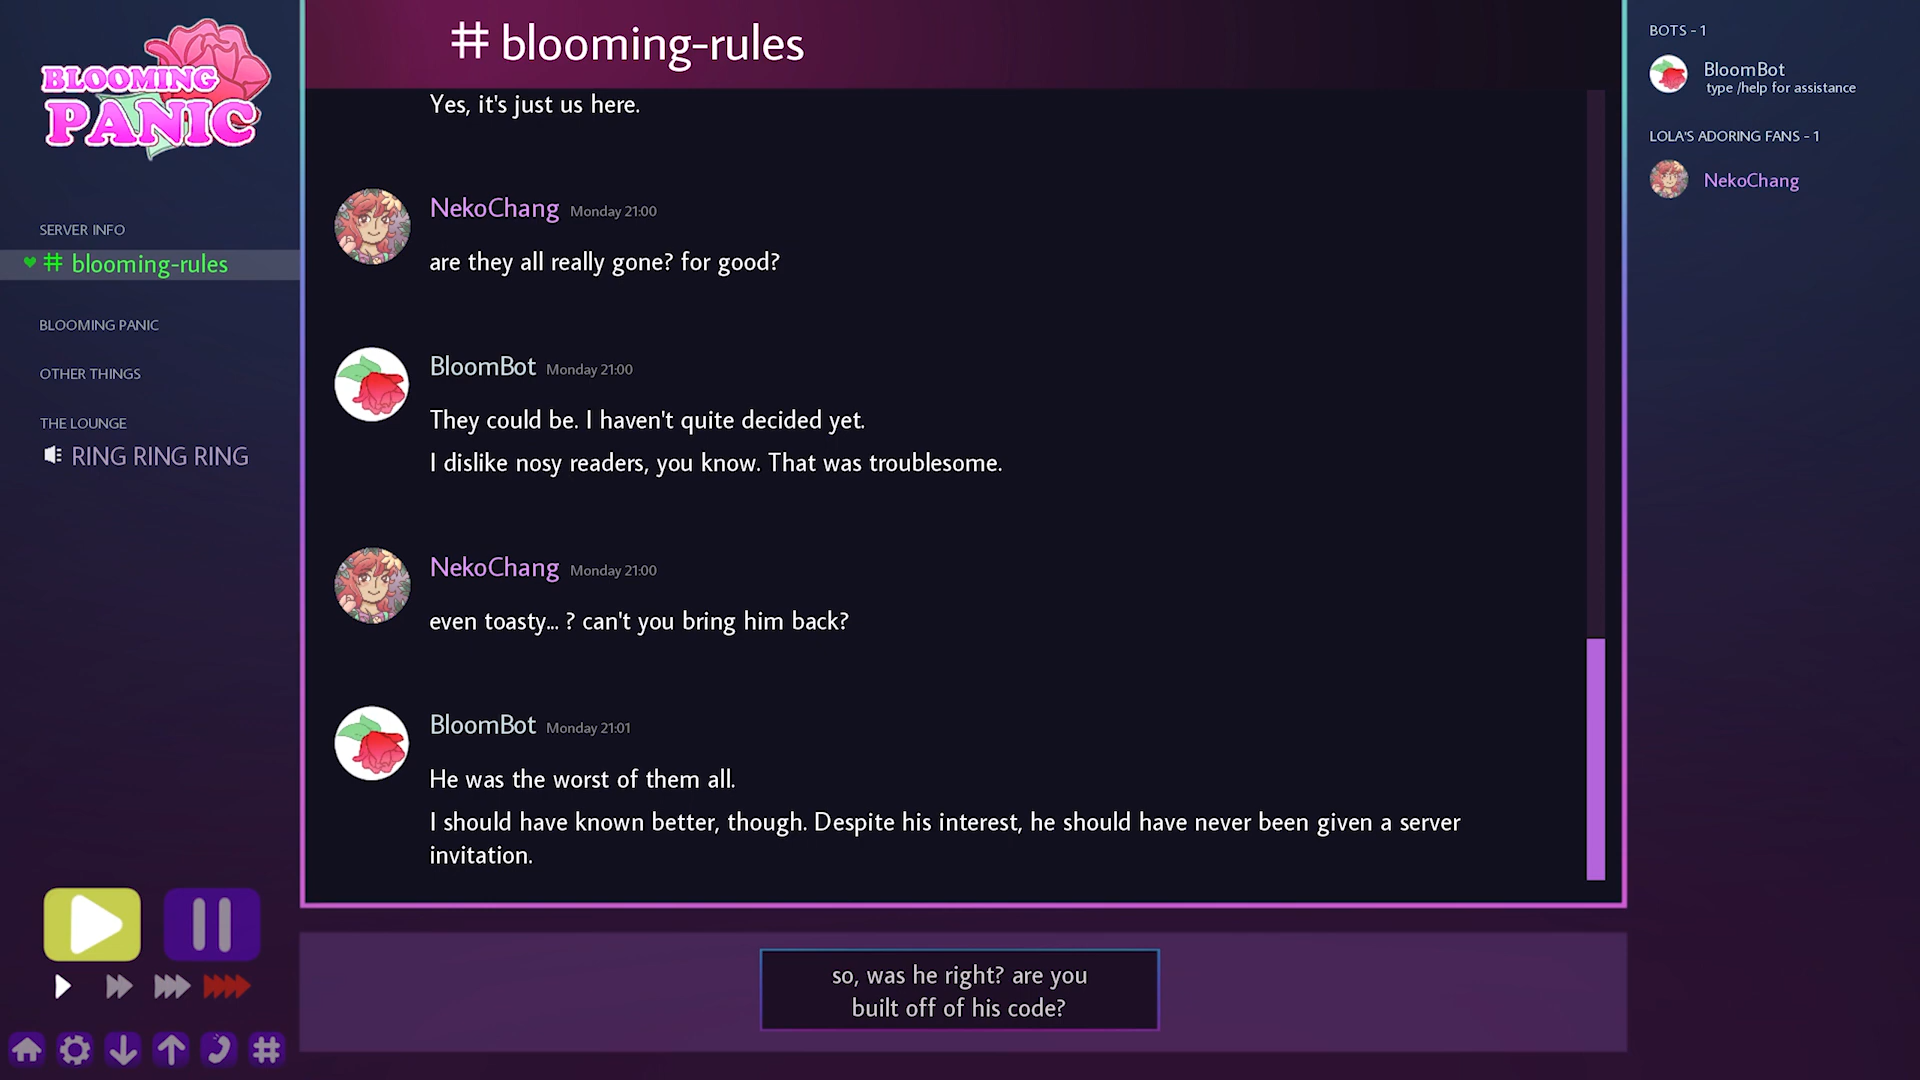 BLOOMING
PANIC
SERVER INFO
# blooming-rules
BLOOMING PANIC
OTHER THINGS
THE LOUNGE
RING RING RING
# blooming-rules
Yes, it's just us here.
NekoChang Monday 21:00
are they all really gone? for good?
BloomBot Monday 21:00
They could be. I haven't quite decided yet.
I dislike nosy readers, you know. That was troublesome.
NekoChang Monday 21:00
even toasty... ? can't you bring him back?
BloomBot Monday 21:01
He was the worst of them all.
I should have known better, though. Despite his interest, he should have never been given a server
invitation.
so, was he right? are you
built off of his code?
BOTS - 1
BloomBot
type /help for assistance
LOLA'S ADORING FANS - 1
NekoChang